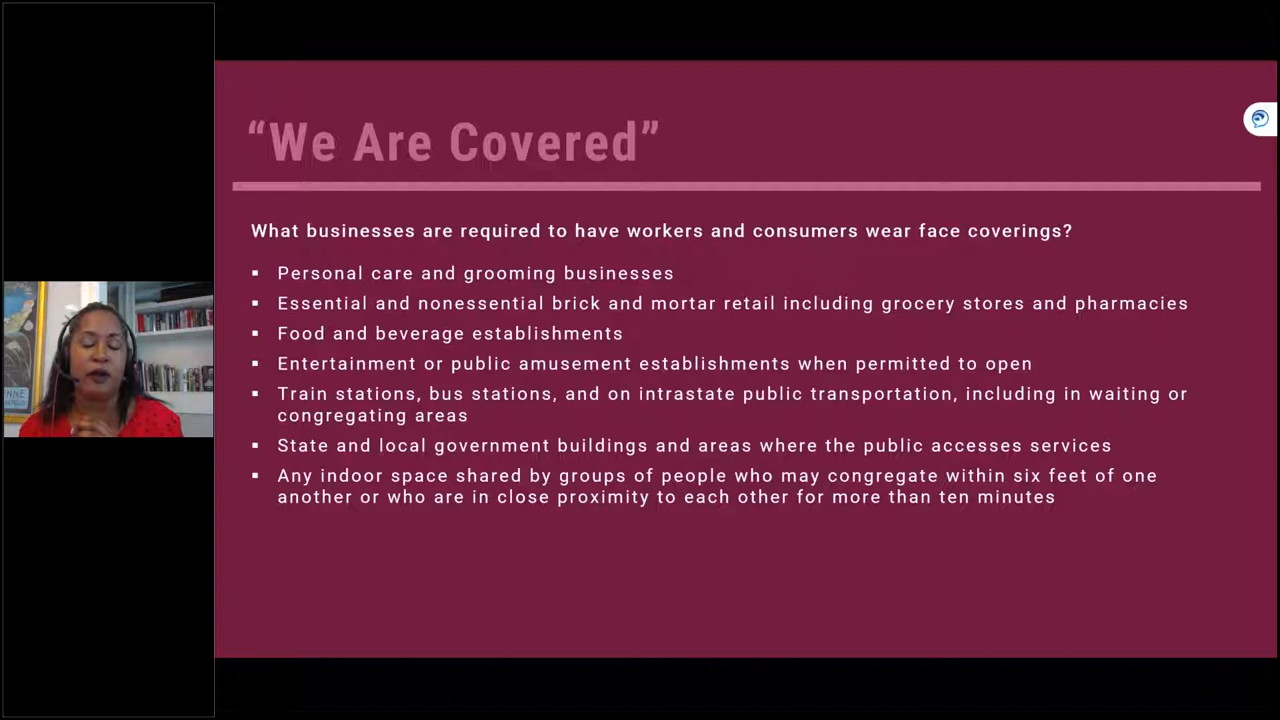 “We Are Covered”
What businesses are required to have workers and consumers wear face coverings?
▪ Personal care and grooming businesses
▪ Essential and nonessential brick and mortar retail including grocery stores and pharmacies
▪ Food and beverage establishments
▪ Entertainment or public amusement establishments when permitted to open
▪ Train stations, bus stations, and on intrastate public transportation, including in waiting or
congregating areas
▪ State and local government buildings and areas where the public accesses services
▪ Any indoor space shared by groups of people who may congregate within six feet of one
another or who are in close proximity to each other for more than ten minutes